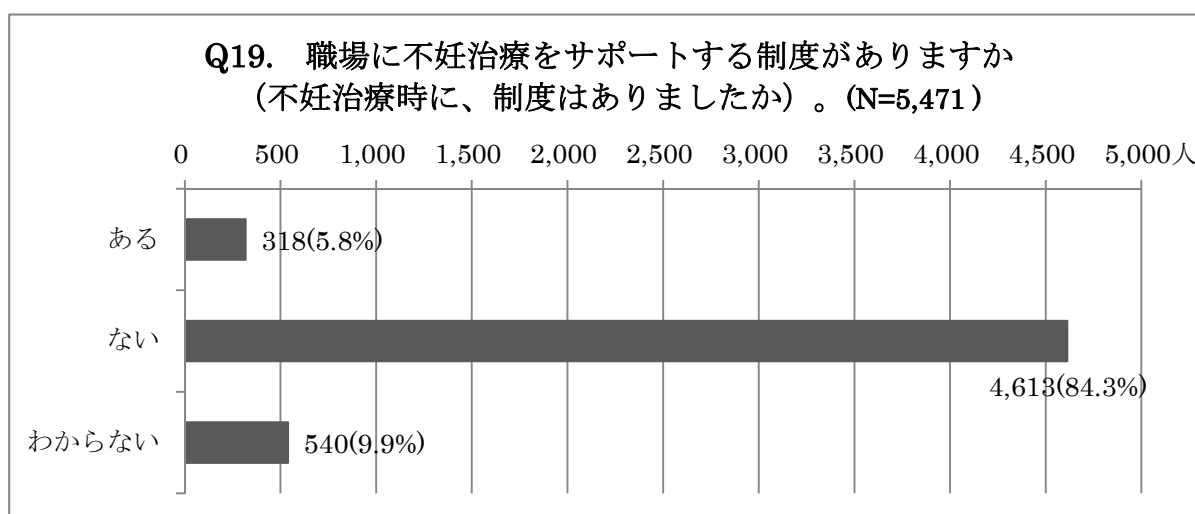 Q19. 職場に不妊治療をサポートする制度がありますか
（不妊治療時に、制度はありましたか）。(N=5,471)
0 500 1,000 1,500 2,000 2,500 3,000 3,500 4,000 4,500 5,000人
ある 318(5.8%)
ない
4,613(84.3%)
わからない 540(9.9%)